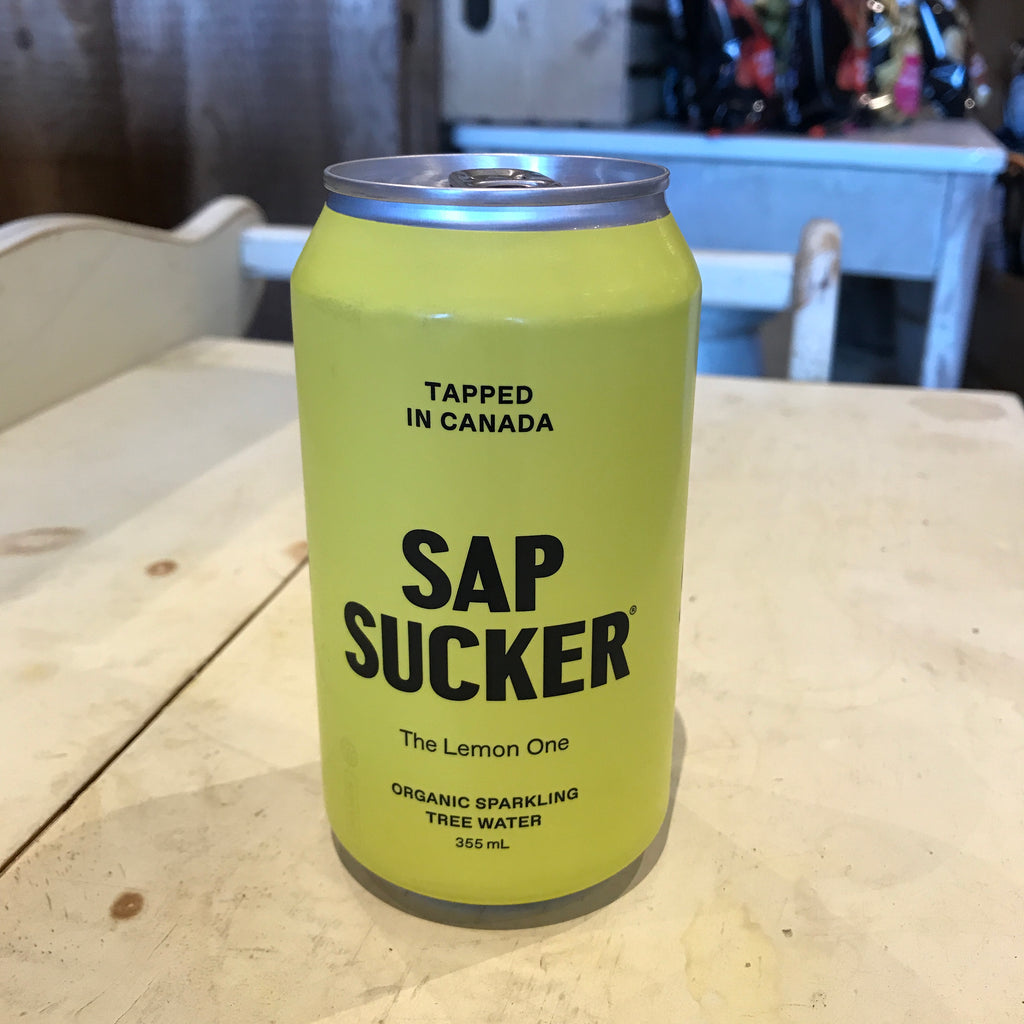 TAPPED
IN CANADA
SAP
SUCKER®
The Lemon One
ORGANIC SPARKLING
TREE WATER
355 mL